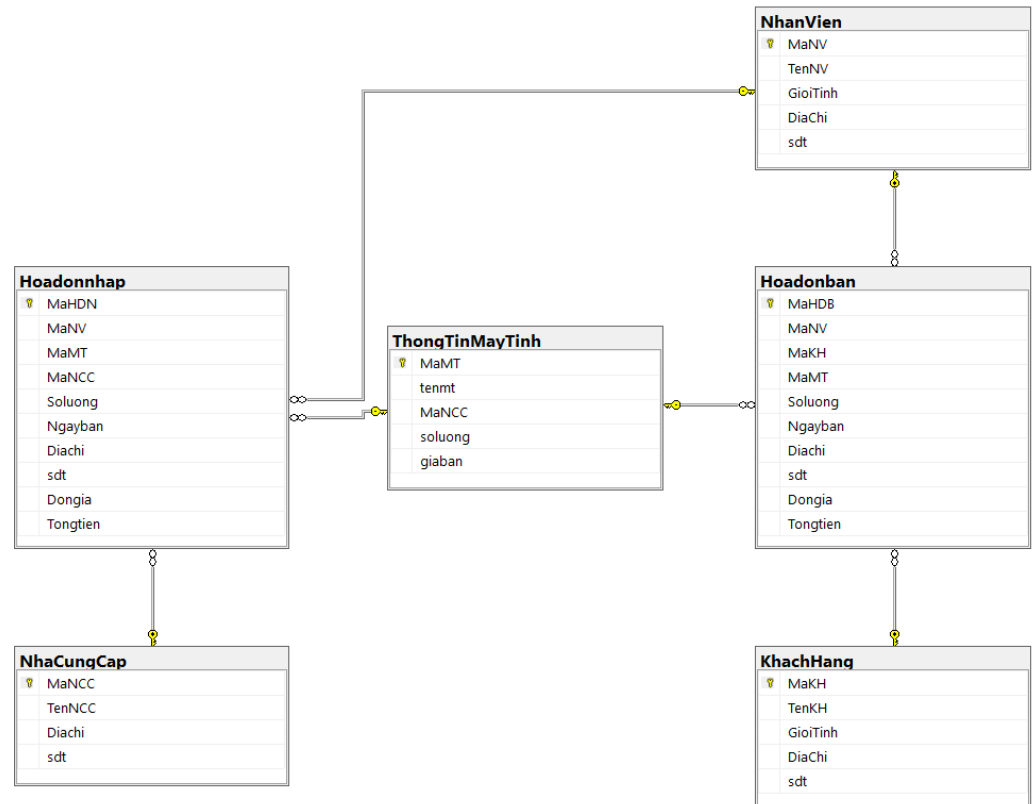 NhanVien
MaNV
TenNV
GioiTinh
DiaChi
sdt
Hoadonnhap
MaHDN
MaNV
MaMT
MaNCC
Soluong
Ngayban
Diachi
sdt
Dongia
Tongtien
ThongTinMayTinh
MaMT
tenmt
MaNCC
soluong
giaban
Hoadonban
MaHDB
MaNV
MaKH
MaMT
Soluong
Ngayban
Diachi
sdt
Dongia
Tongtien
NhaCungCap
MaNCC
TenNCC
Diachi
sdt
KhachHang
MaKH
TenKH
GioiTinh
DiaChi
sdt